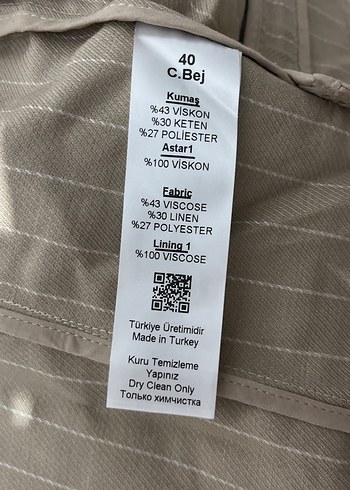 40
C.Bej
Kumaş
%43 VİSKON
%30 KETEN
%27 POLİESTER
Astar1
%100 VİSKON
Fabric
%43 VISCOSE
%30 LINEN
%27 POLYESTER
Lining 1
%100 VISCOSE
Türkiye Üretimidir
Made in Turkey
Kuru Temizleme
Yapınız
Dry Clean Only
Только химчистка